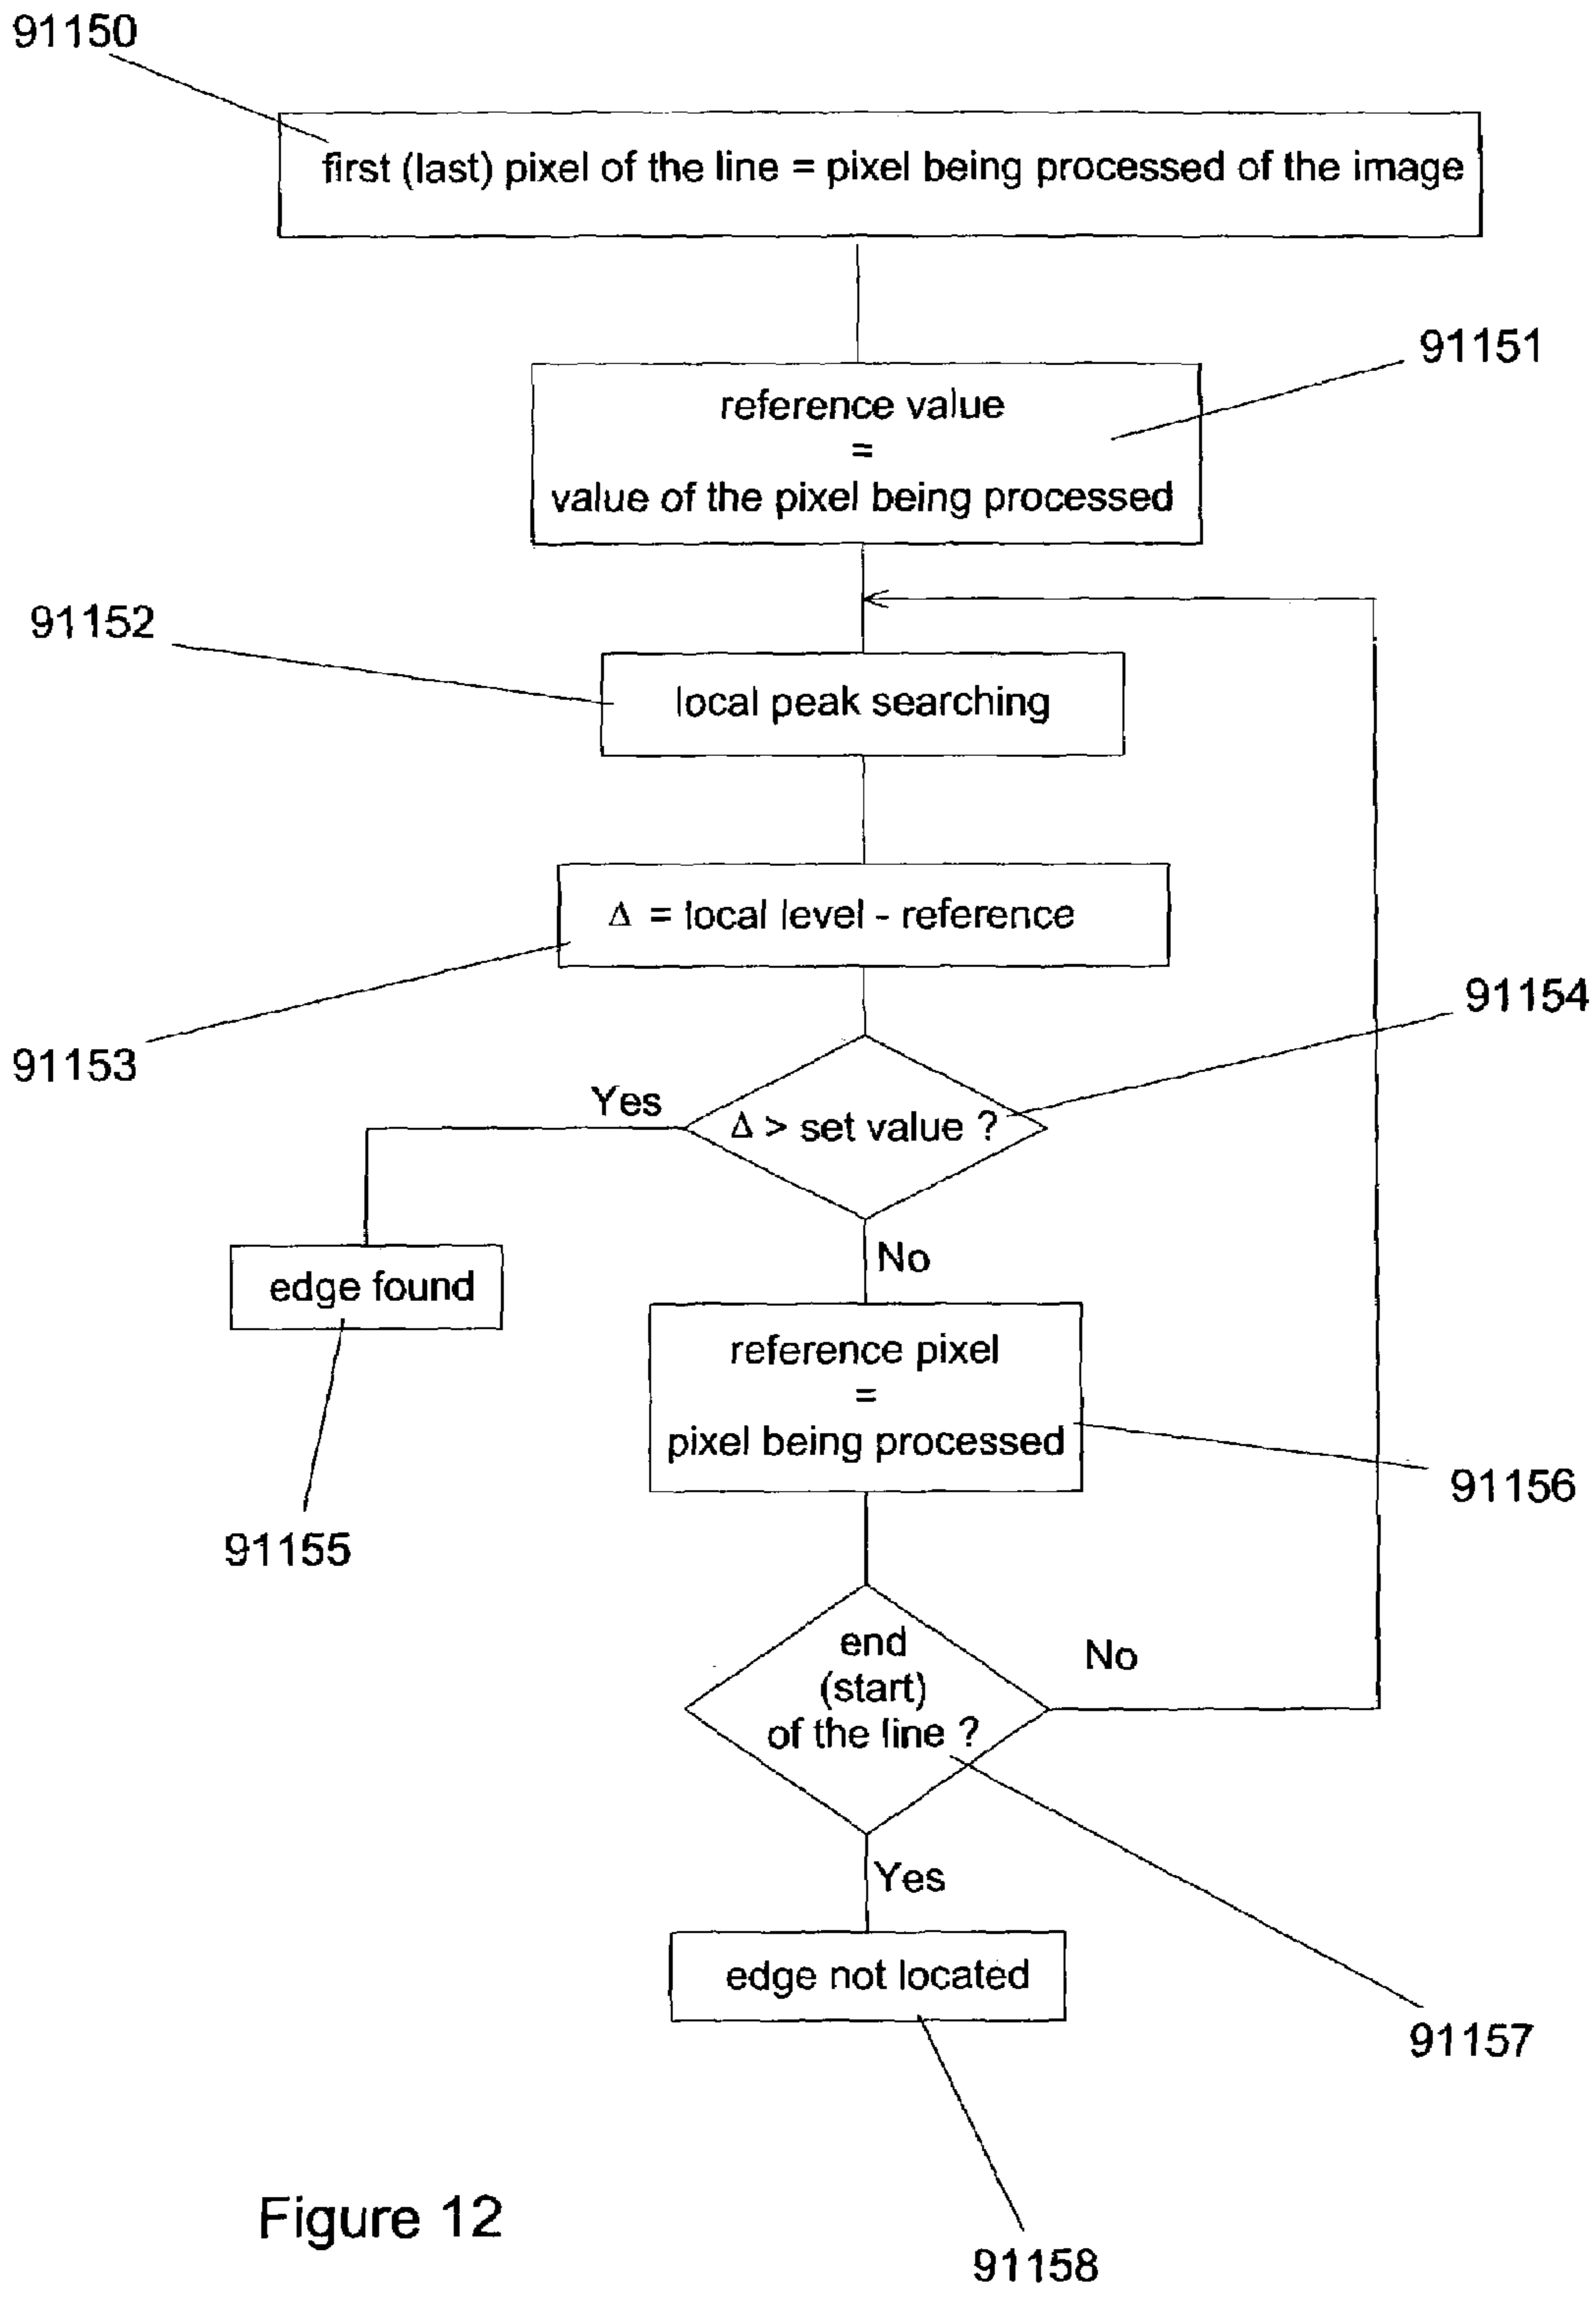 91150
first (last) pixel of the line = pixel being processed of the image
91151
reference value
=
value of the pixel being processed
91152
local peak searching
Δ = local level - reference
91153
91154
Yes
Δ > set value ?
No
edge found
91155
reference pixel
=
pixel being processed
91156
end
(start)
of the line ?
No
Yes
edge not located
91157
91158
Figure 12